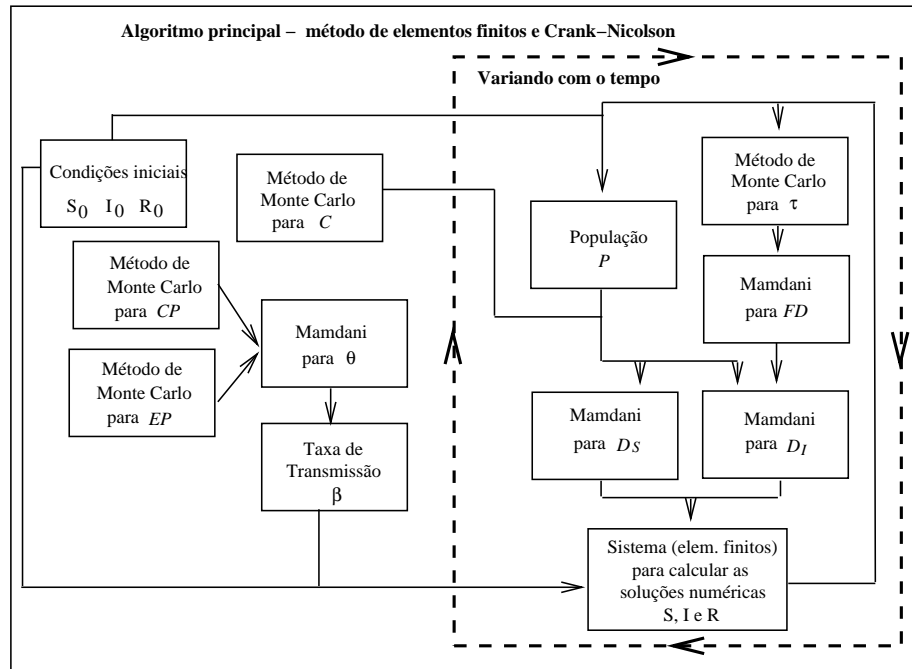 Algoritmo principal – método de elementos finitos e Crank–Nicolson
Variando com o tempo
Condições iniciais
S0 I0 R0
Método de
Monte Carlo
para C
Método de
Monte Carlo
para τ
População
P
Método de
Monte Carlo
para CP
Mamdani
para FD
Mamdani
para θ
Método de
Monte Carlo
para EP
Mamdani
para DS
Mamdani
para DI
Taxa de
Transmissão
β
Sistema (elem. finitos)
para calcular as
soluções numéricas
S, I e R